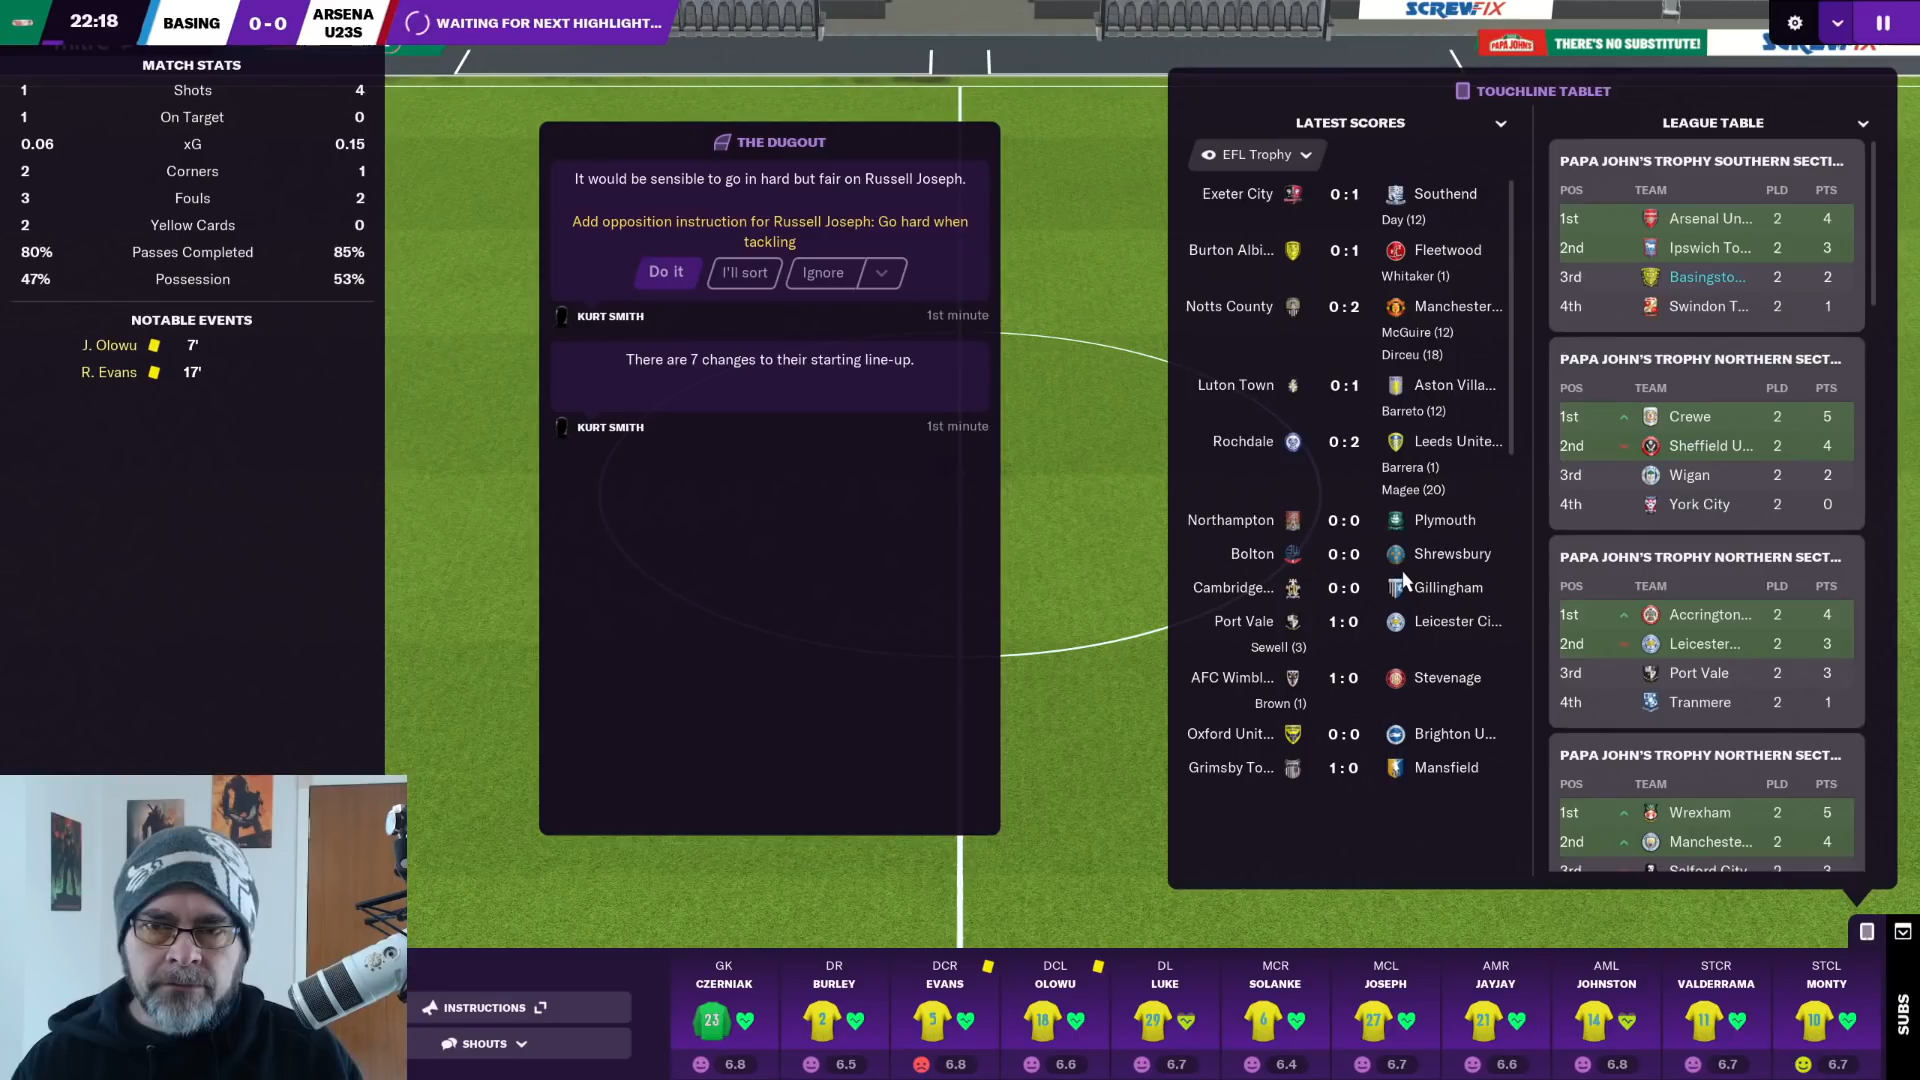 22:18
BASING
0-0
ARSENA
U23S
WAITING FOR NEXT HIGHLIGHT...
SCREWFIX
PAPA JOHNS
THERE'S NO SUBSTITUTE!
MATCH STATS
1 Shots 4
1 On Target 0
0.06 xG 0.15
2 Corners 1
3 Fouls 2
2 Yellow Cards 0
80% Passes Completed 85%
47% Possession 53%
NOTABLE EVENTS
J. Olowu 7'
R. Evans 17'
THE DUGOUT
It would be sensible to go in hard but fair on Russell Joseph.
Add opposition instruction for Russell Joseph: Go hard when
tackling
Do it
I'll sort
Ignore
KURT SMITH 1st minute
There are 7 changes to their starting line-up.
KURT SMITH 1st minute
TOUCHLINE TABLET
LATEST SCORES
EFL Trophy
Exeter City 0:1 Southend
Day (12)
Burton Albi... 0:1 Fleetwood
Whitaker (1)
Notts County 0:2 Manchester...
McGuire (12)
Dirceu (18)
Luton Town 0:1 Aston Villa...
Barreto (12)
Rochdale 0:2 Leeds Unite...
Barrera (1)
Magee (20)
Northampton 0:0 Plymouth
Bolton 0:0 Shrewsbury
Cambridge... 0:0 Gillingham
Port Vale 1:0 Leicester Ci...
Sewell (3)
AFC Wimbl... 1:0 Stevenage
Brown (1)
Oxford Unit... 0:0 Brighton U...
Grimsby To... 1:0 Mansfield
LEAGUE TABLE
PAPA JOHN'S TROPHY SOUTHERN SECTI...
POS TEAM PLD PTS
1st Arsenal Un... 2 4
2nd Ipswich To... 2 3
3rd Basingsto... 2 2
4th Swindon T... 2 1
PAPA JOHN'S TROPHY NORTHERN SECT...
POS TEAM PLD PTS
1st Crewe 2 5
2nd Sheffield U... 2 4
3rd Wigan 2 2
4th York City 2 0
PAPA JOHN'S TROPHY NORTHERN SECT...
POS TEAM PLD PTS
1st Accrington... 2 4
2nd Leicester... 2 3
3rd Port Vale 2 3
4th Tranmere 2 1
PAPA JOHN'S TROPHY NORTHERN SECT...
POS TEAM PLD PTS
1st Wrexham 2 5
2nd Mancheste... 2 4
3rd Salford City 2 3
INSTRUCTIONS
SHOUTS
GK DR DCR DCL DL MCR MCL AMR AML STCR STCL
CZERNIAK BURLEY EVANS OLOWU LUKE SOLANKE JOSEPH JAYJAY JOHNSTON VALDERRAMA MONTY
23 2 5 18 29 6 27 21 14 11 10
6.8 6.5 6.8 6.6 6.7 6.4 6.7 6.6 6.8 6.7 6.7
SUBS